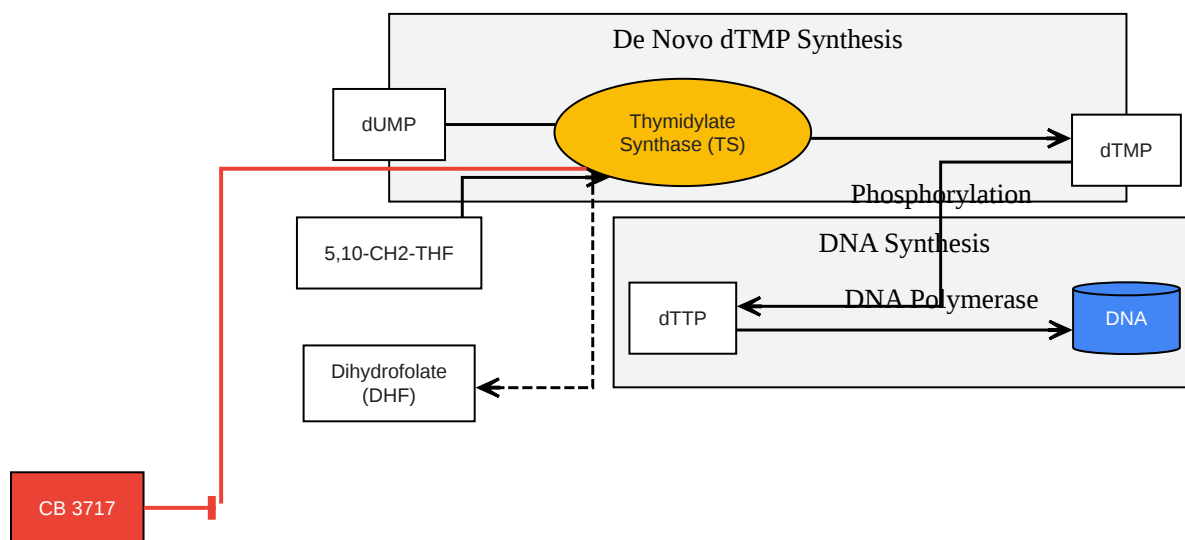 De Novo dTMP Synthesis
dUMP
Thymidylate
Synthase (TS)
dTMP
Phosphorylation
5,10-CH2-THF
DNA Synthesis
dTTP
DNA Polymerase
DNA
Dihydrofolate
(DHF)
CB 3717